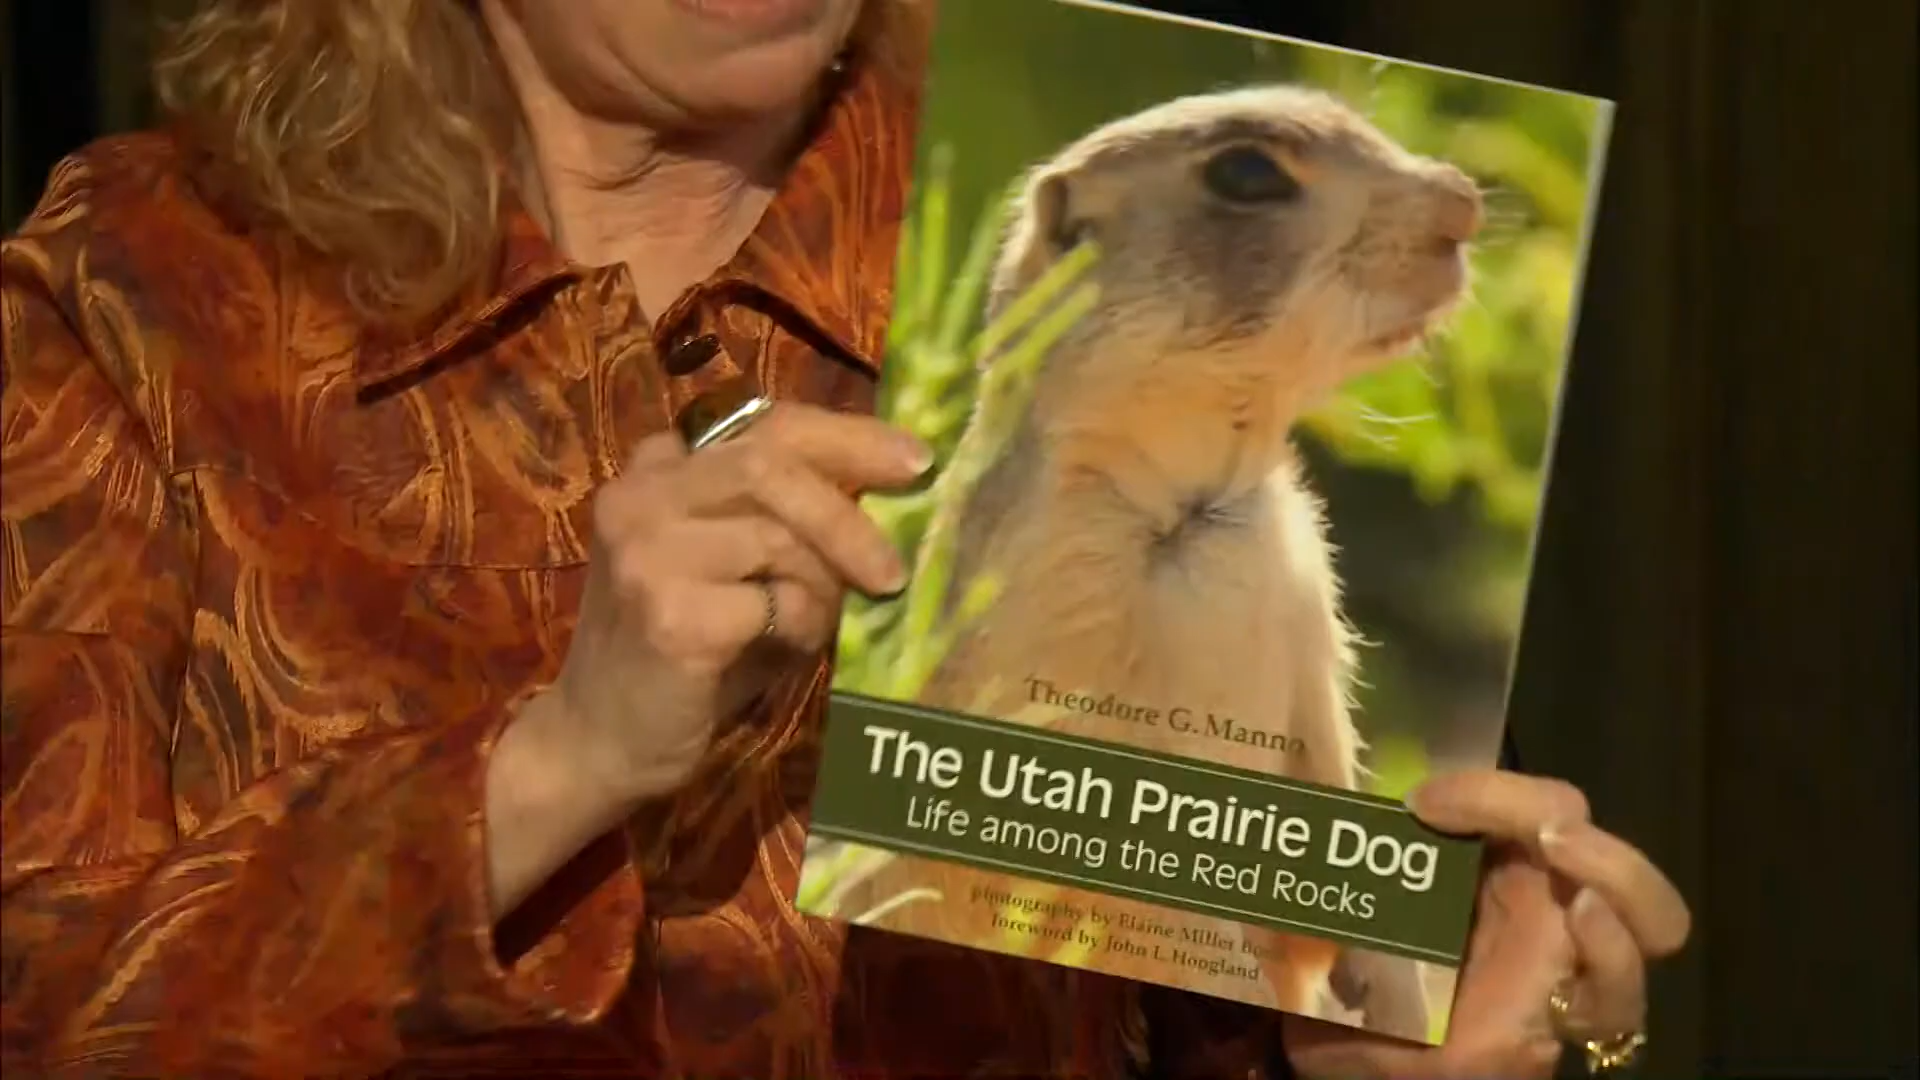 Theodore G. Manno
The Utah Prairie Dog
Life among the Red Rocks
photography by Elaine Miller
foreword by John L. Hoogland